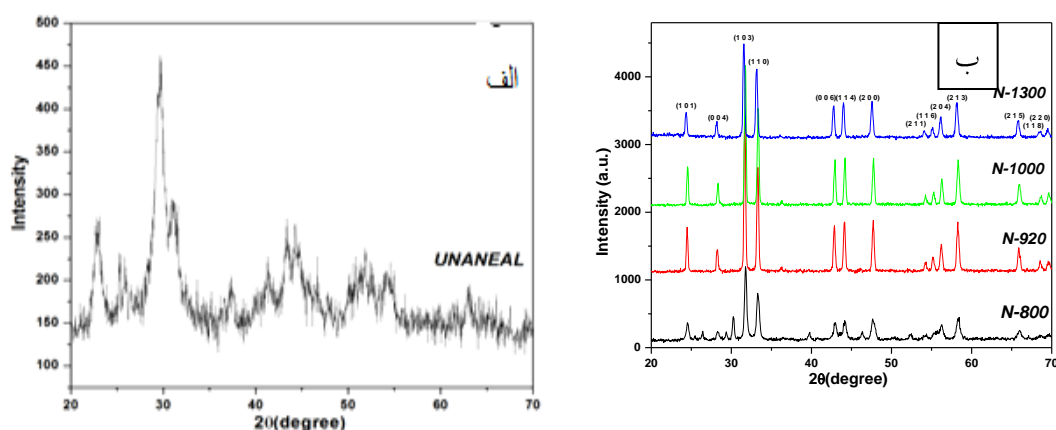 500
450
400
350
300
250
200
150
100
Intensity
الف
UNANEAL
20 30 40 50 60 70
2θ(degree)
4000
3000
2000
1000
0
Intensity (a.u.)
ب
(1 0 3)
(1 1 0)
(1 0 1)
(0 0 4)
(0 0 6)
(1 1 4)
(2 0 0)
(2 1 1)
(1 1 6)
(2 0 4)
(2 1 3)
(2 1 5)
(1 1 8)
(2 2 0)
N-1300
N-1000
N-920
N-800
20 30 40 50 60 70
2θ(degree)